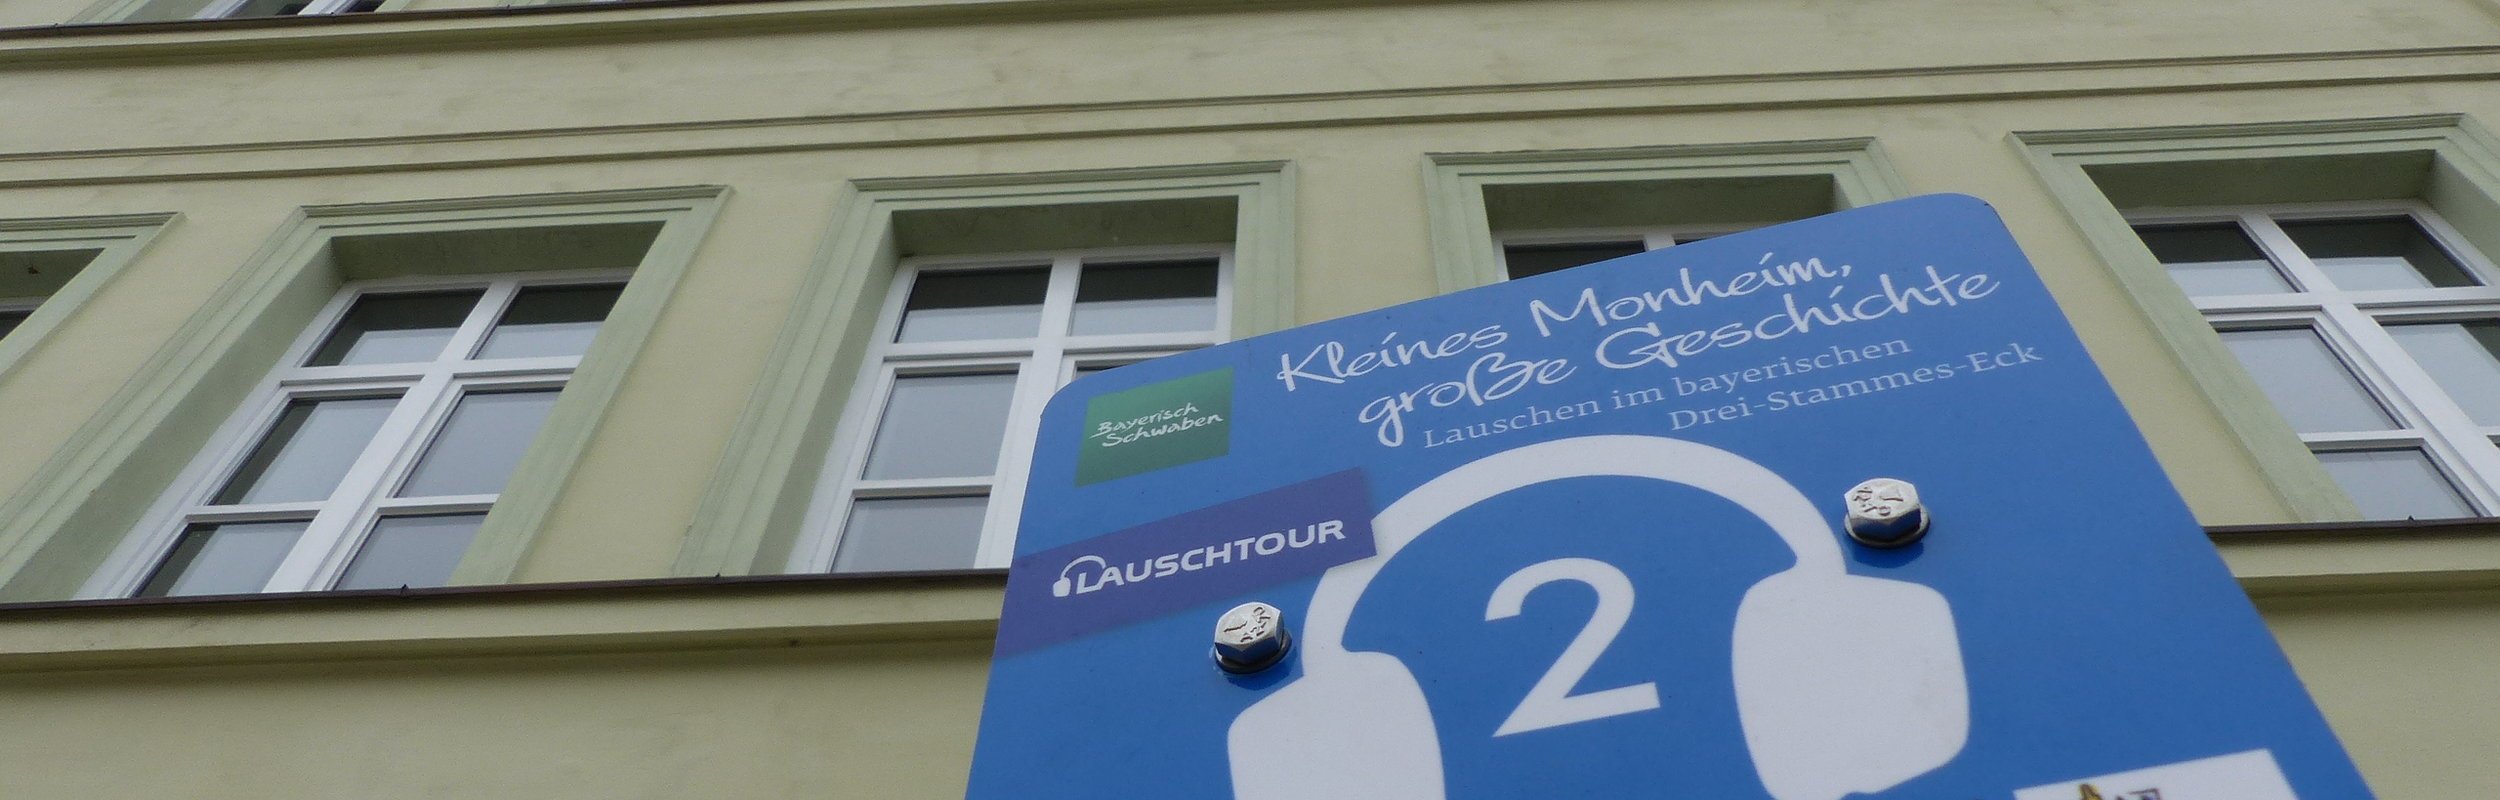 Kleines Monheim,
große Geschichte
Lauschen im bayerischen
Drei-Stammes-Eck
Bayerisch
Schwaben
LAUSCHTOUR
2